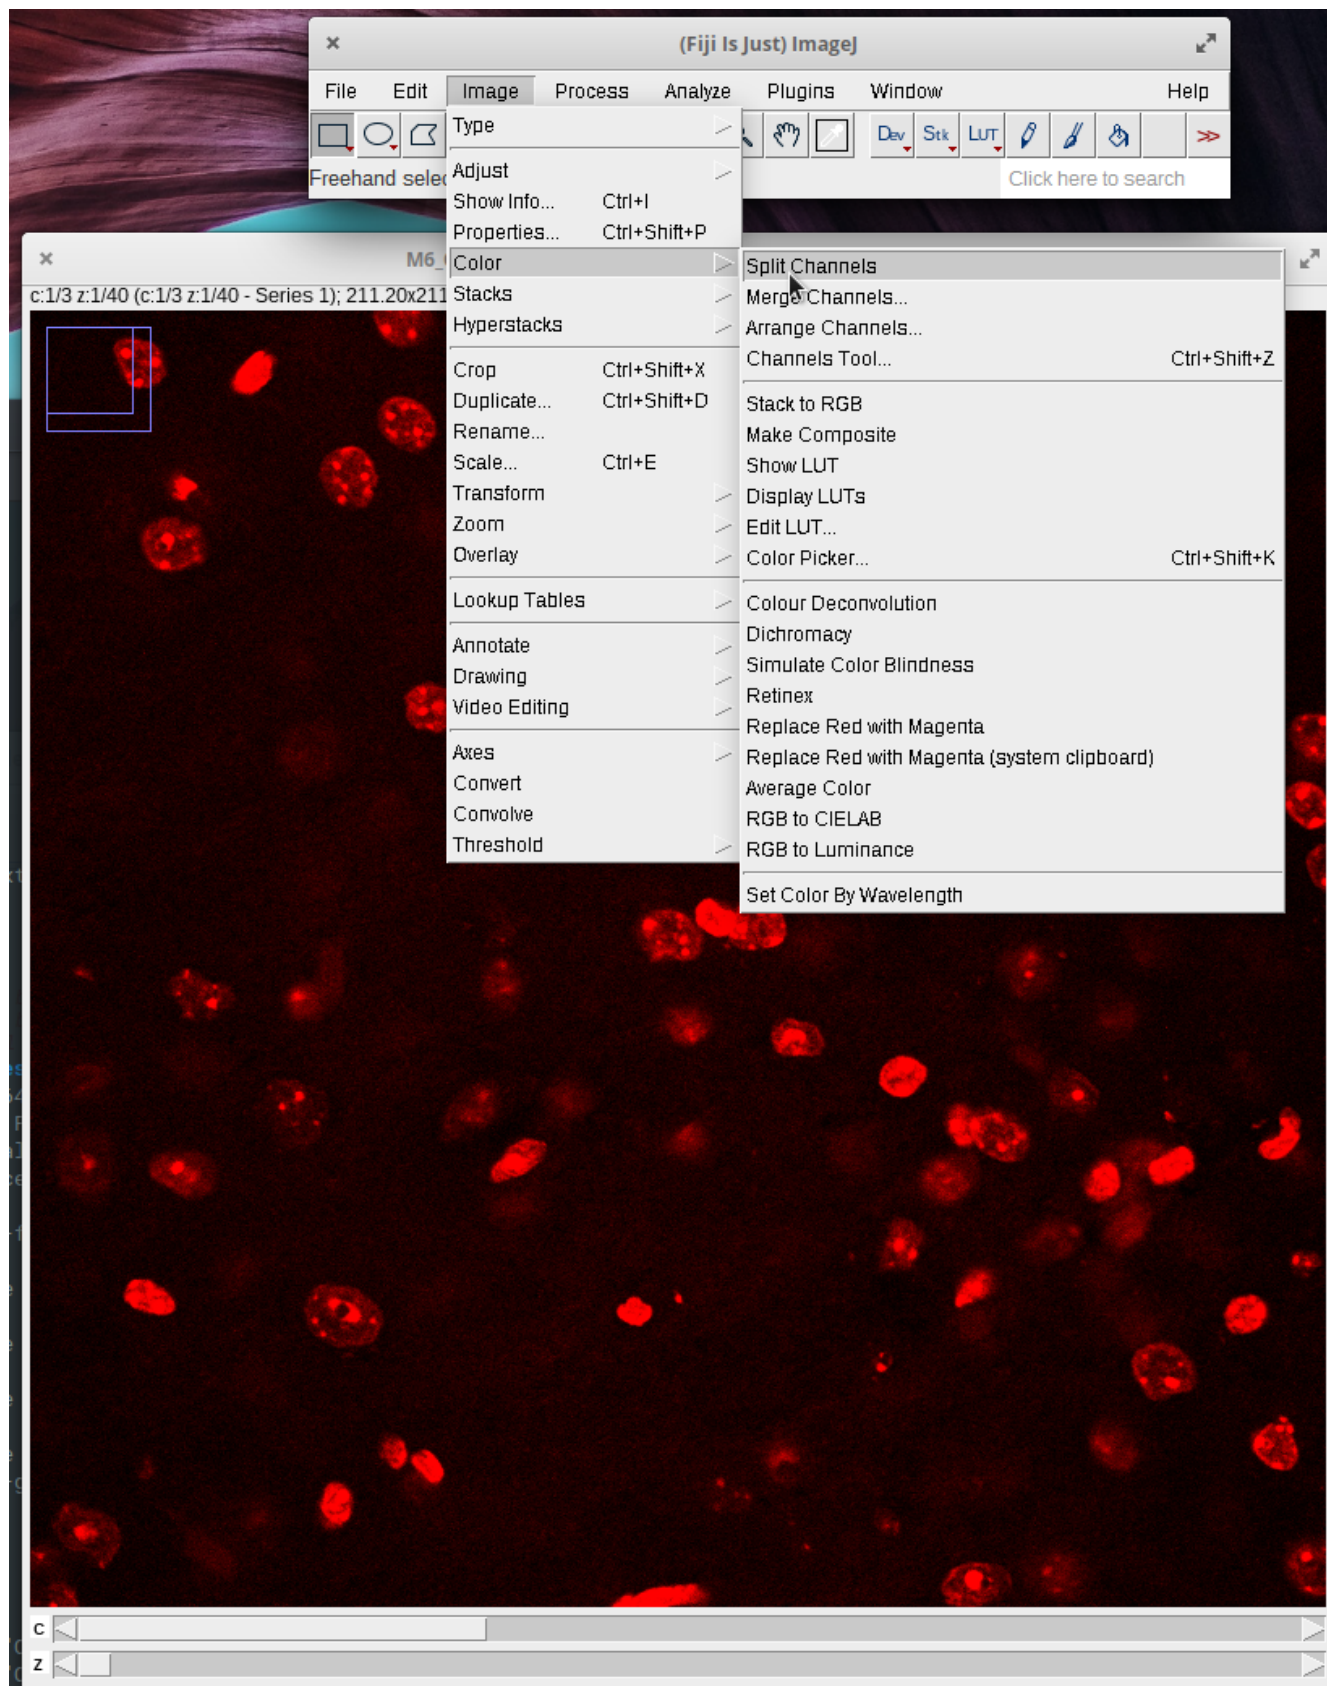 (Fiji Is Just) ImageJ
File Edit Image Process Analyze Plugins Window Help
Dev Stk LUT >>
Freehand selec
Click here to search
Type
Adjust
Show Info... Ctrl+I
Properties... Ctrl+Shift+P
Color
Stacks
Hyperstacks
Crop Ctrl+Shift+X
Duplicate... Ctrl+Shift+D
Rename...
Scale... Ctrl+E
Transform
Zoom
Overlay
Lookup Tables
Annotate
Drawing
Video Editing
Axes
Convert
Convolve
Threshold
Split Channels
Merge Channels...
Arrange Channels...
Channels Tool... Ctrl+Shift+Z
Stack to RGB
Make Composite
Show LUT
Display LUTs
Edit LUT...
Color Picker... Ctrl+Shift+K
Colour Deconvolution
Dichromacy
Simulate Color Blindness
Retinex
Replace Red with Magenta
Replace Red with Magenta (system clipboard)
Average Color
RGB to CIELAB
RGB to Luminance
Set Color By Wavelength
M6_
c:1/3 z:1/40 (c:1/3 z:1/40 - Series 1); 211.20x211
C
Z